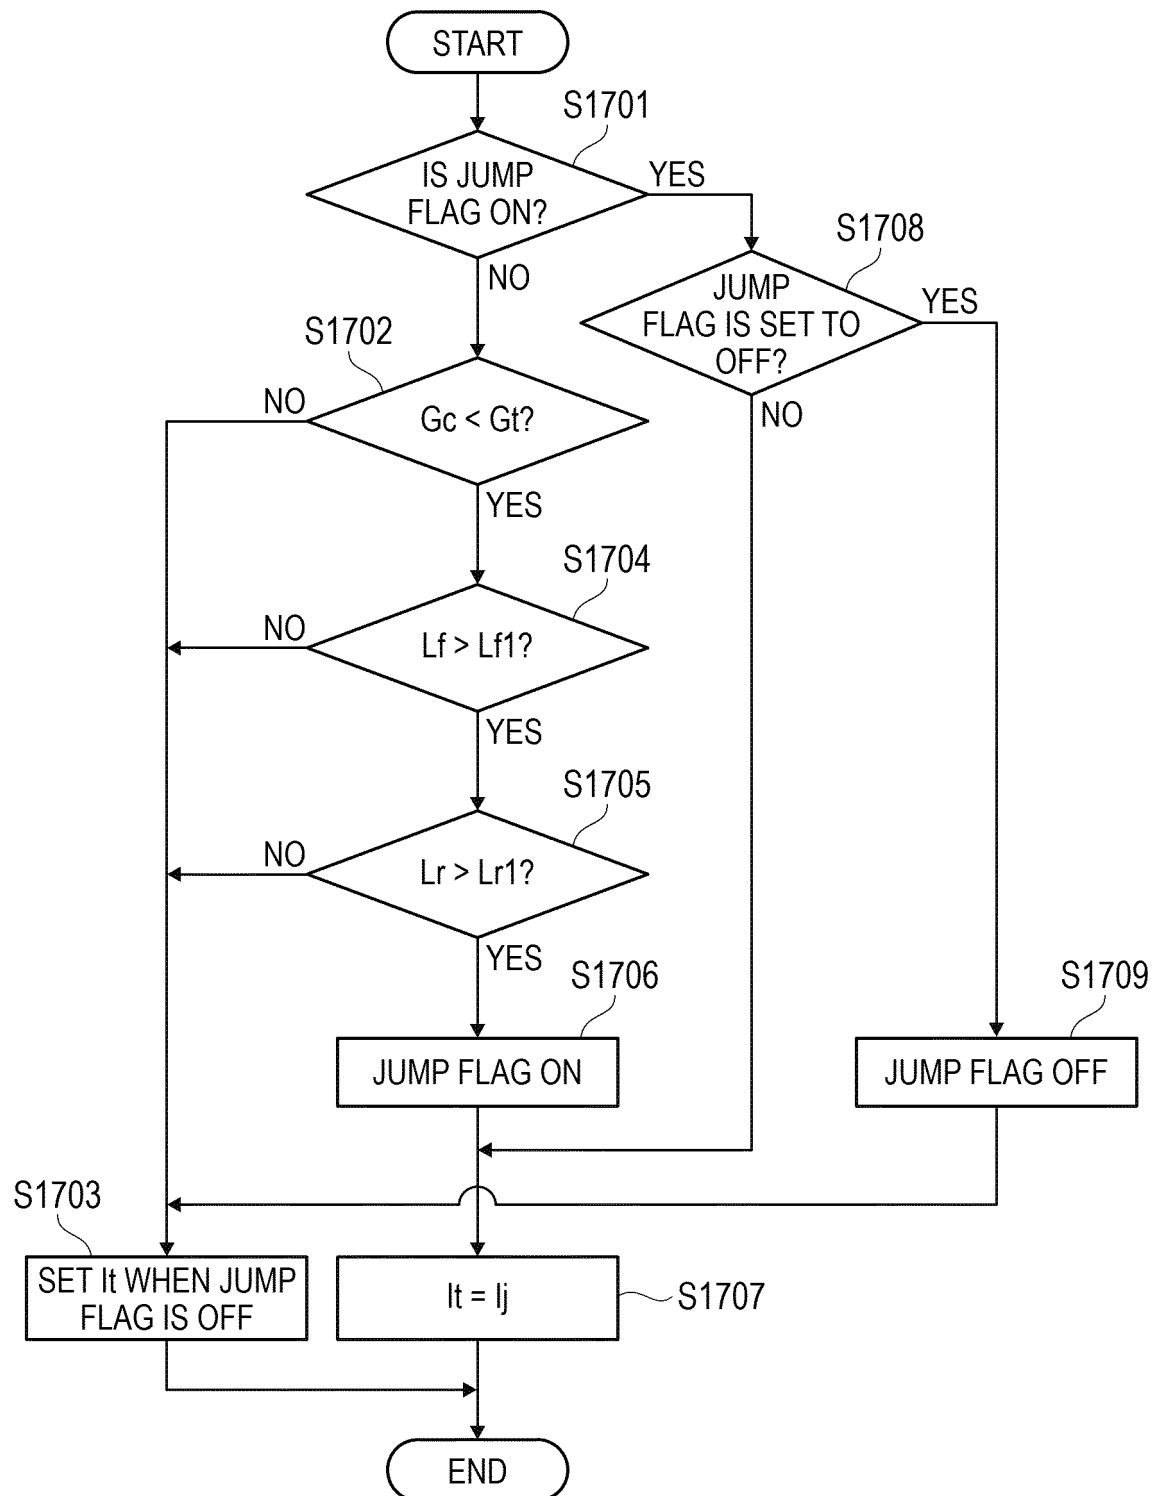 START
S1701
IS JUMP
FLAG ON?
YES
NO
S1708
JUMP
FLAG IS SET TO
OFF?
YES
NO
S1702
NO
Gc < Gt?
YES
S1704
NO
Lf > Lf1?
YES
S1705
NO
Lr > Lr1?
YES
S1706
JUMP FLAG ON
S1709
JUMP FLAG OFF
S1703
SET It WHEN JUMP
FLAG IS OFF
It = Ij
S1707
END